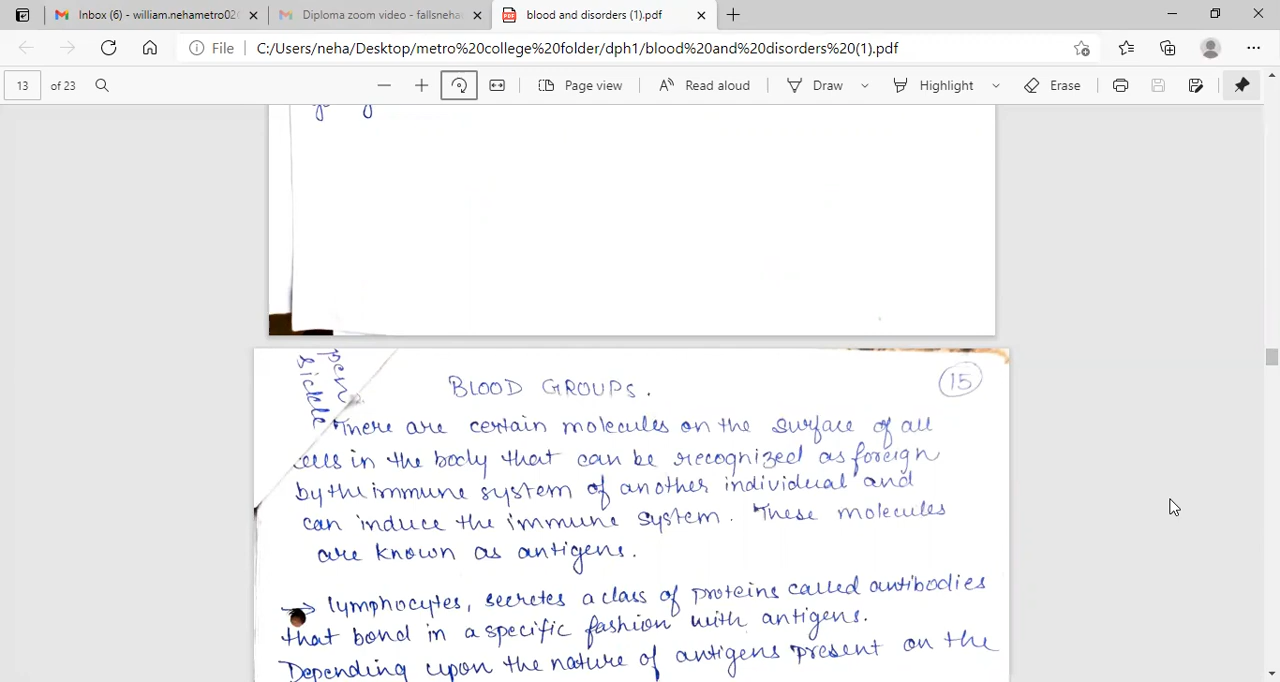 Inbox (6) - william.nehametro02
Diploma zoom video - fallsneha
blood and disorders (1).pdf
File
C:/Users/neha/Desktop/metro%20college%20folder/dph1/blood%20and%20disorders%20(1).pdf
13 of 23
Page view
Read aloud
Draw
Highlight
Erase
pen
sickle
BLOOD GROUPS.
15
There are certain molecules on the surface of all
cells in the body that can be recognized as foreign
by the immune system of another individual and
can induce the immune system. These molecules
are known as antigens.
→ lymphocytes, secretes a class of proteins called antibodies
that bond in a specific fashion with antigens.
Depending upon the nature of antigens present on the